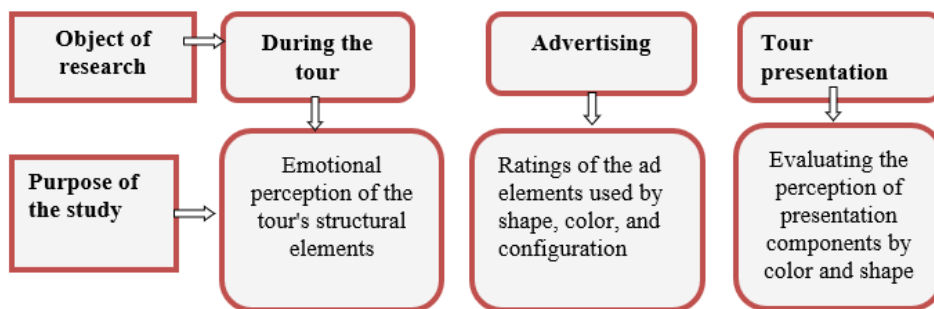 Object of
research
During the
tour
Advertising
Tour
presentation
Purpose of
the study
Emotional
perception of the
tour's structural
elements
Ratings of the ad
elements used by
shape, color, and
configuration
Evaluating the
perception of
presentation
components by
color and shape